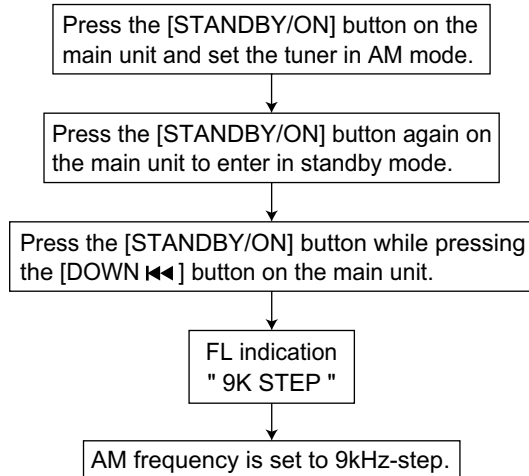 Press the [STANDBY/ON] button on the
main unit and set the tuner in AM mode.
Press the [STANDBY/ON] button again on
the main unit to enter in standby mode.
Press the [STANDBY/ON] button while pressing
the [DOWN ⏮ ] button on the main unit.
FL indication
" 9K STEP "
AM frequency is set to 9kHz-step.